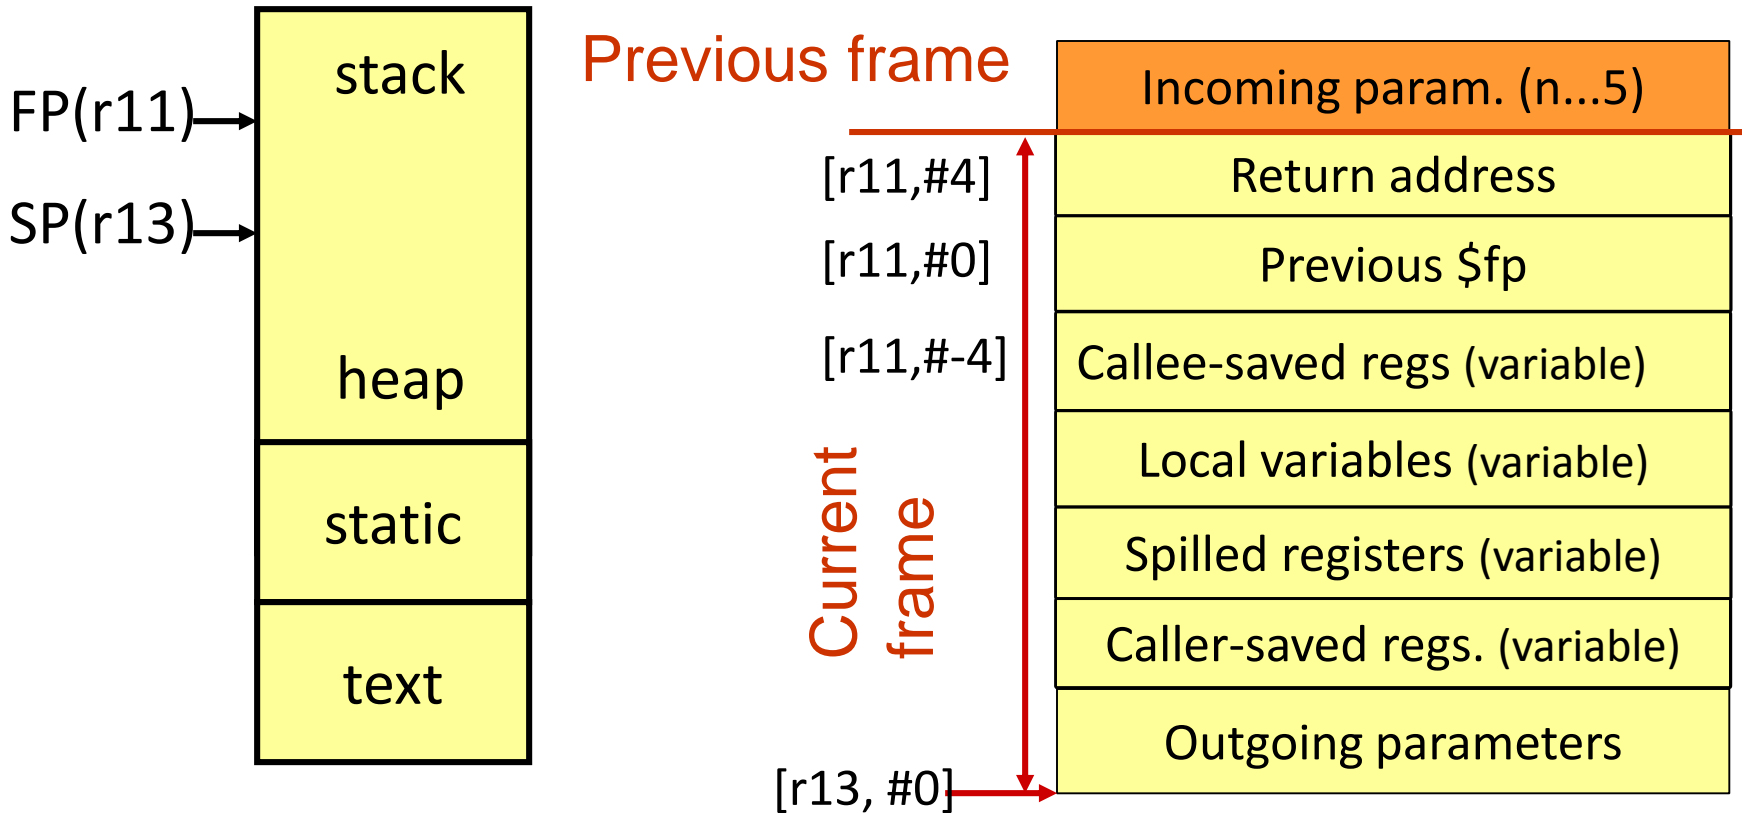 stack
FP(r11)
SP(r13)
heap
static
text
Previous frame
Incoming param. (n...5)
[r11,#4]
Return address
[r11,#0]
Previous $fp
[r11,#-4]
Callee-saved regs (variable)
Local variables (variable)
Spilled registers (variable)
Caller-saved regs. (variable)
Outgoing parameters
Current
frame
[r13, #0]